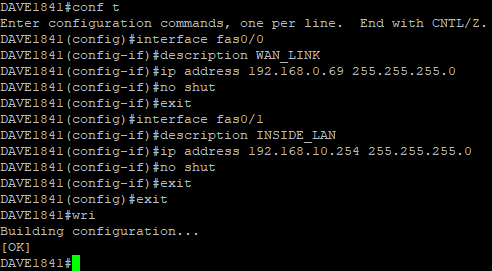 DAVE1841#conf t
Enter configuration commands, one per line.  End with CNTL/Z.
DAVE1841(config)#interface fas0/0
DAVE1841(config-if)#description WAN_LINK
DAVE1841(config-if)#ip address 192.168.0.69 255.255.255.0
DAVE1841(config-if)#no shut
DAVE1841(config-if)#exit
DAVE1841(config)#interface fas0/1
DAVE1841(config-if)#description INSIDE_LAN
DAVE1841(config-if)#ip address 192.168.10.254 255.255.255.0
DAVE1841(config-if)#no shut
DAVE1841(config-if)#exit
DAVE1841(config)#exit
DAVE1841#wri
Building configuration...
[OK]
DAVE1841#